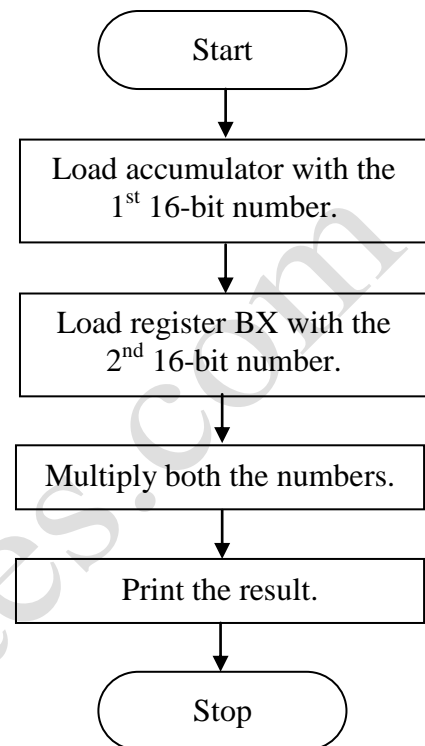 Start
Load accumulator with the
1st 16-bit number.
Load register BX with the
2nd 16-bit number.
Multiply both the numbers.
Print the result.
Stop